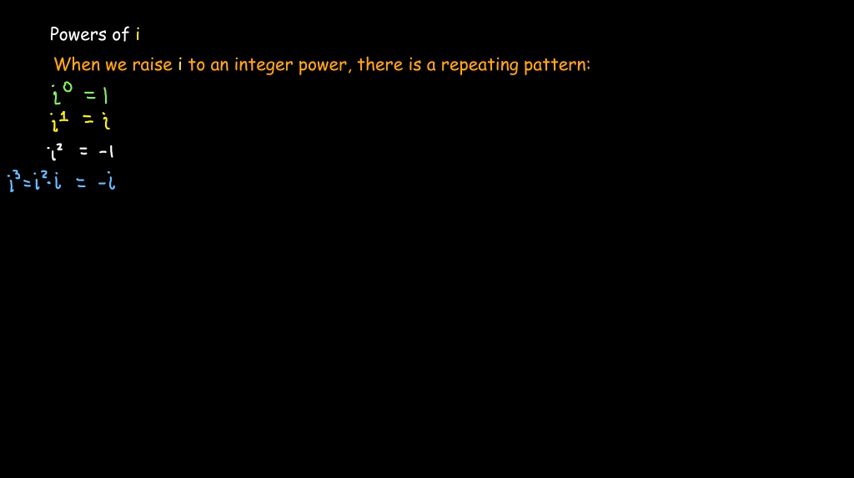 Powers of i
When we raise i to an integer power, there is a repeating pattern:
i⁰ = 1
i¹ = i
i² = -1
i³ = i² · i = -i